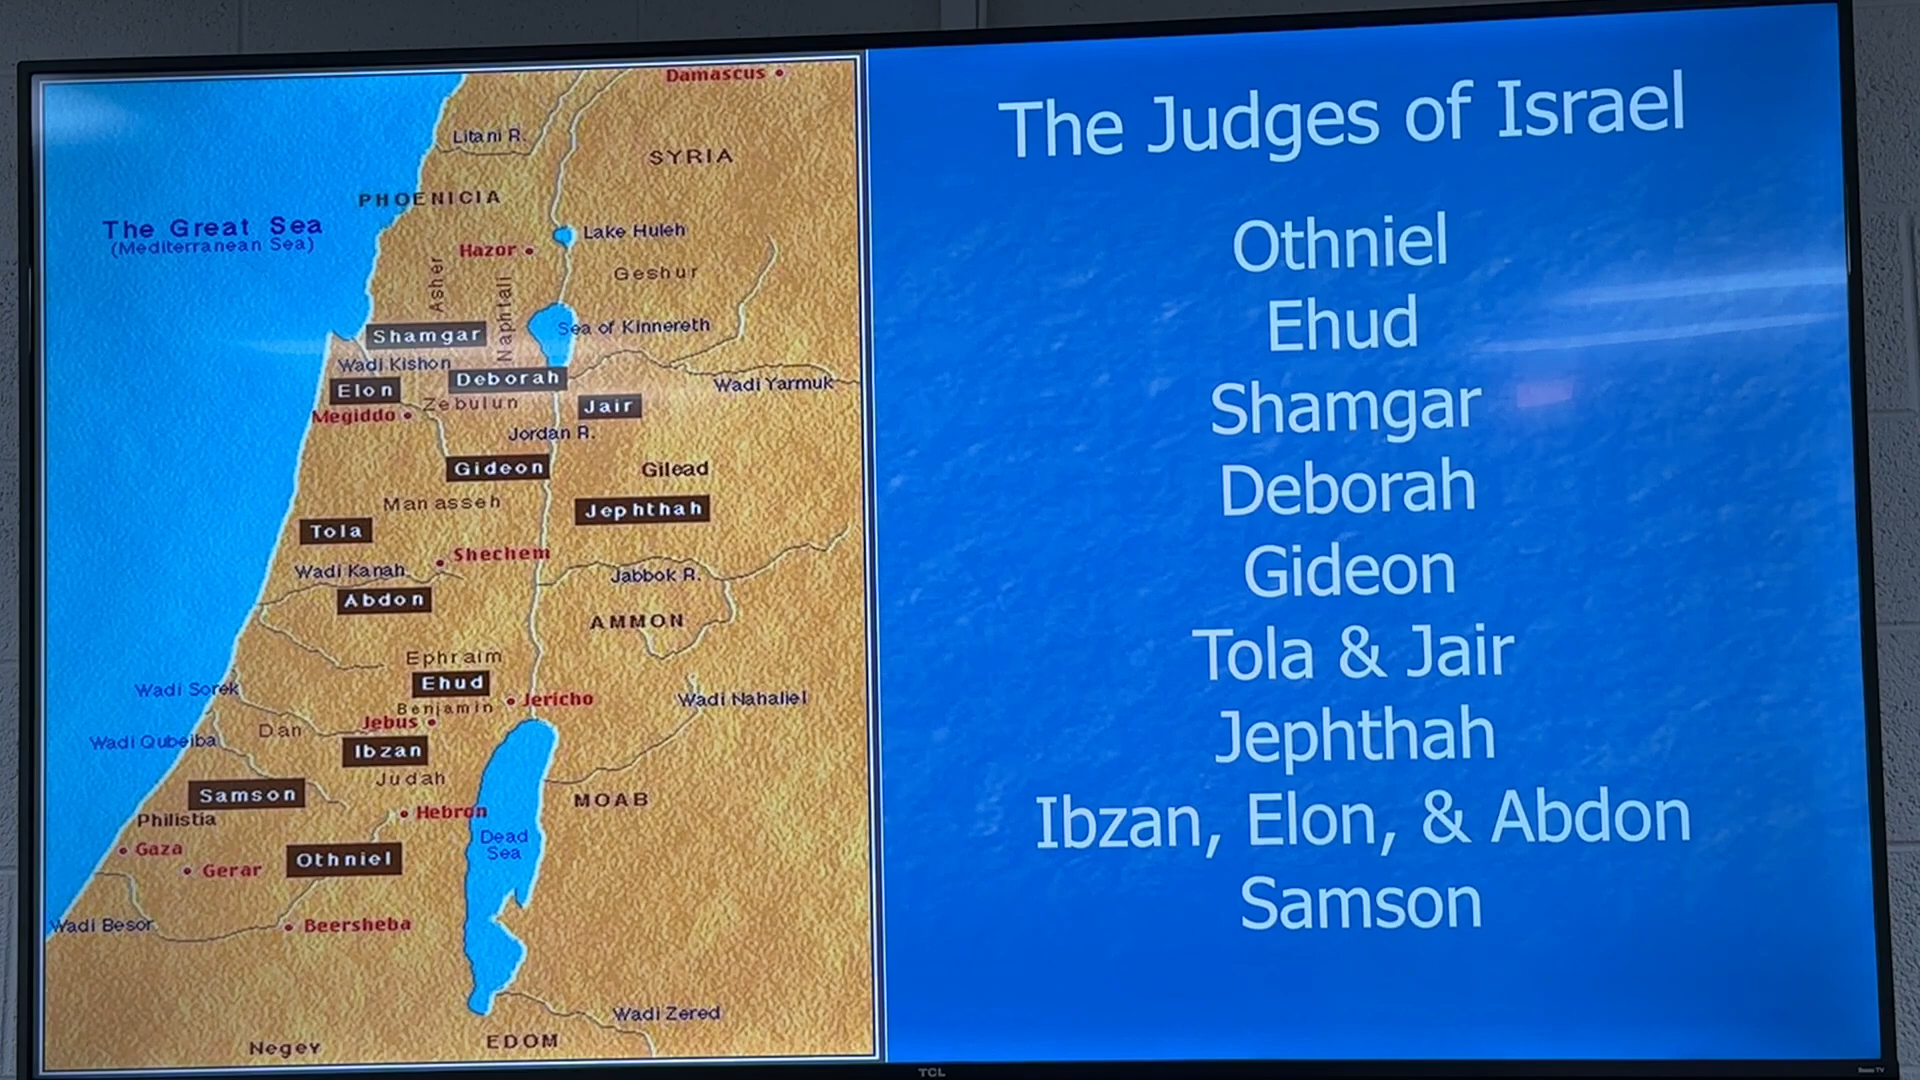 Damascus
Litani R.
SYRIA
PHOENICIA
The Great Sea
(Mediterranean Sea)
Lake Huleh
Hazor
Geshur
Asher
Naphtali
Shamgar
Sea of Kinnereth
Wadi Kishon
Deborah
Wadi Yarmuk
Elon
Zebulun
Jair
Megiddo
Jordan R.
Gideon
Gilead
Manasseh
Jephthah
Tola
Shechem
Wadi Kanah
Jabbok R.
Abdon
AMMON
Ephraim
Ehud
Wadi Sorek
Jericho
Wadi Nahaliel
Benjamin
Jebus
Dan
Wadi Qubeiba
Ibzan
Judah
Samson
MOAB
Philistia
Hebron
Dead
Sea
Gaza
Othniel
Gerar
Wadi Besor
Beersheba
Wadi Zered
EDOM
Negev
The Judges of Israel
Othniel
Ehud
Shamgar
Deborah
Gideon
Tola & Jair
Jephthah
Ibzan, Elon, & Abdon
Samson
TCL
Roku TV